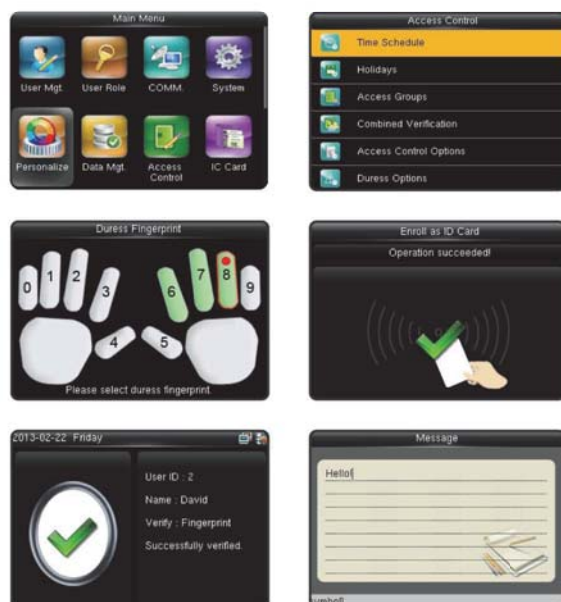 Main Menu
User Mgt.
User Role
COMM.
System
Personalize
Data Mgt.
Access
Control
IC Card
Access Control
Time Schedule
Holidays
Access Groups
Combined Verification
Access Control Options
Duress Options
Duress Fingerprint
0
1
2
3
4
5
6
7
8
9
Please select duress fingerprint.
Enroll as ID Card
Operation succeeded!
2013-02-22 Friday
User ID : 2
Name : David
Verify : Fingerprint
Successfully verified.
Message
Hello!